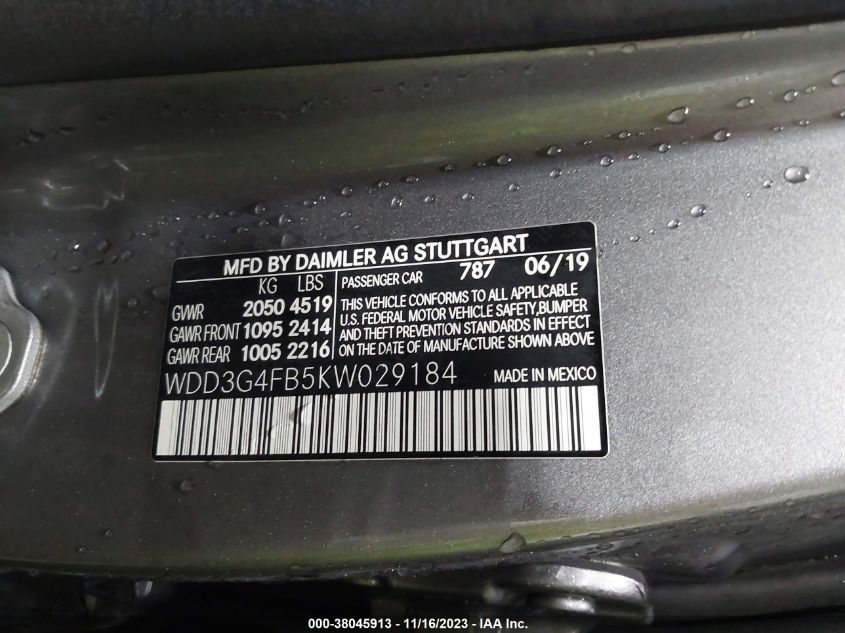 MFD BY DAIMLER AG STUTTGART
KG LBS
GVWR 2050 4519
GAWR FRONT 1095 2414
GAWR REAR 1005 2216
PASSENGER CAR 787 06/19
THIS VEHICLE CONFORMS TO ALL APPLICABLE
U.S. FEDERAL MOTOR VEHICLE SAFETY,BUMPER
AND THEFT PREVENTION STANDARDS IN EFFECT
ON THE DATE OF MANUFACTURE SHOWN ABOVE
WDD3G4FB5KW029184 MADE IN MEXICO
000-38045913 - 11/16/2023 - IAA Inc.